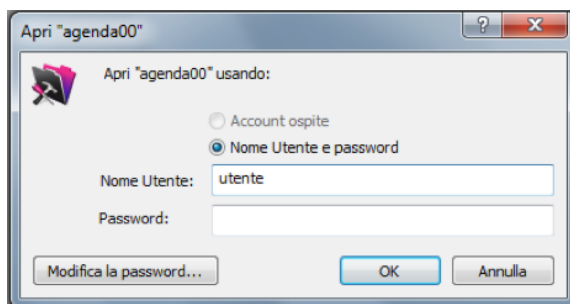 Apri "agenda00"
Apri "agenda00" usando:
Account ospite
Nome Utente e password
Nome Utente: utente
Password:
Modifica la password... OK Annulla